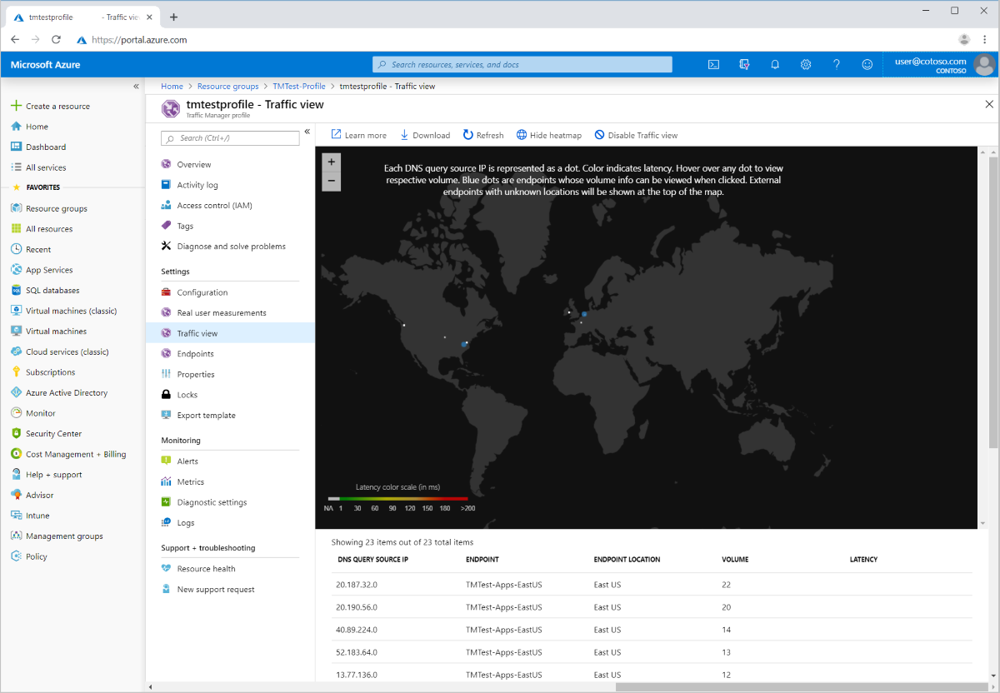 tmtestprofile - Traffic vie
https://portal.azure.com
Microsoft Azure
Search resources, services, and docs
user@cotoso.com
CONTOSO
Home > Resource groups > TMTest-Profile > tmtestprofile - Traffic view
tmtestprofile - Traffic view
Traffic Manager profile
Create a resource
Home
Dashboard
All services
FAVORITES
Resource groups
All resources
Recent
App Services
SQL databases
Virtual machines (classic)
Virtual machines
Cloud services (classic)
Subscriptions
Azure Active Directory
Monitor
Security Center
Cost Management + Billing
Help + support
Advisor
Intune
Management groups
Policy
Search (Ctrl+/)
Overview
Activity log
Access control (IAM)
Tags
Diagnose and solve problems
Settings
Configuration
Real user measurements
Traffic view
Endpoints
Properties
Locks
Export template
Monitoring
Alerts
Metrics
Diagnostic settings
Logs
Support + troubleshooting
Resource health
New support request
Learn more Download Refresh Hide heatmap Disable Traffic view
Each DNS query source IP is represented as a dot. Color indicates latency. Hover over any dot to view
respective volume. Blue dots are endpoints whose volume info can be viewed when clicked. External
endpoints with unknown locations will be shown at the top of the map.
Latency color scale (in ms)
NA 1 30 60 90 120 150 180 >200
Showing 23 items out of 23 total items
DNS QUERY SOURCE IP ENDPOINT ENDPOINT LOCATION VOLUME LATENCY
20.187.32.0 TMTest-Apps-EastUS East US 22
20.190.56.0 TMTest-Apps-EastUS East US 20
40.89.224.0 TMTest-Apps-EastUS East US 14
52.183.64.0 TMTest-Apps-EastUS East US 13
13.77.136.0 TMTest-Apps-EastUS East US 12